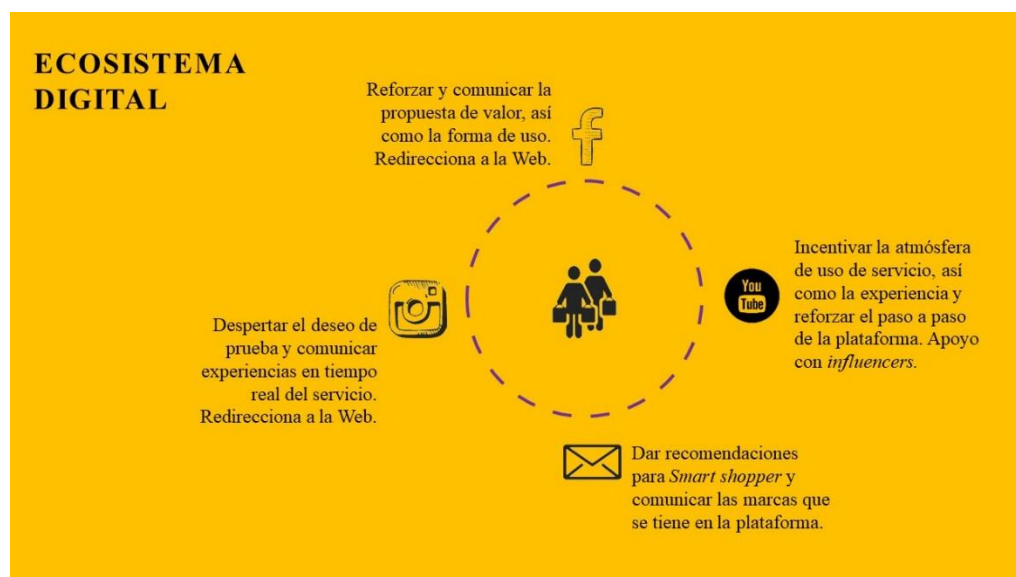 ECOSISTEMA
DIGITAL
Reforzar y comunicar la
propuesta de valor, así
como la forma de uso.
Redirecciona a la Web.
f
Incentivar la atmósfera
de uso de servicio, así
como la experiencia y
reforzar el paso a paso
de la plataforma. Apoyo
con influencers.
You
Tube
Despertar el deseo de
prueba y comunicar
experiencias en tiempo
real del servicio.
Redirecciona a la Web.
Dar recomendaciones
para Smart shopper y
comunicar las marcas que
se tiene en la plataforma.